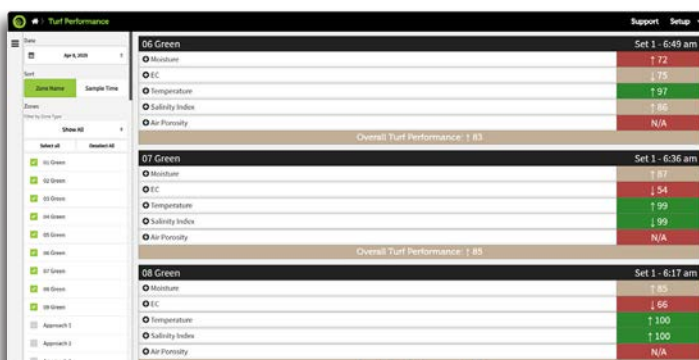 Turf Performance
Support Setup
Date
Apr 8, 2020
Sort
Zone Name Sample Time
Zones
Filter by Zone Type
Show All
Select all Deselect All
01 Green
02 Green
03 Green
04 Green
05 Green
06 Green
07 Green
08 Green
09 Green
Approach 1
Approach 2
06 Green Set 1 - 6:49 am
Moisture ↑ 72
EC ↓ 75
Temperature ↑ 97
Salinity Index ↑ 86
Air Porosity N/A
Overall Turf Performance: ↑ 83
07 Green Set 1 - 6:36 am
Moisture ↑ 87
EC ↓ 54
Temperature ↑ 99
Salinity Index ↓ 99
Air Porosity N/A
Overall Turf Performance: ↑ 85
08 Green Set 1 - 6:17 am
Moisture ↑ 85
EC ↓ 66
Temperature ↑ 100
Salinity Index ↑ 100
Air Porosity N/A